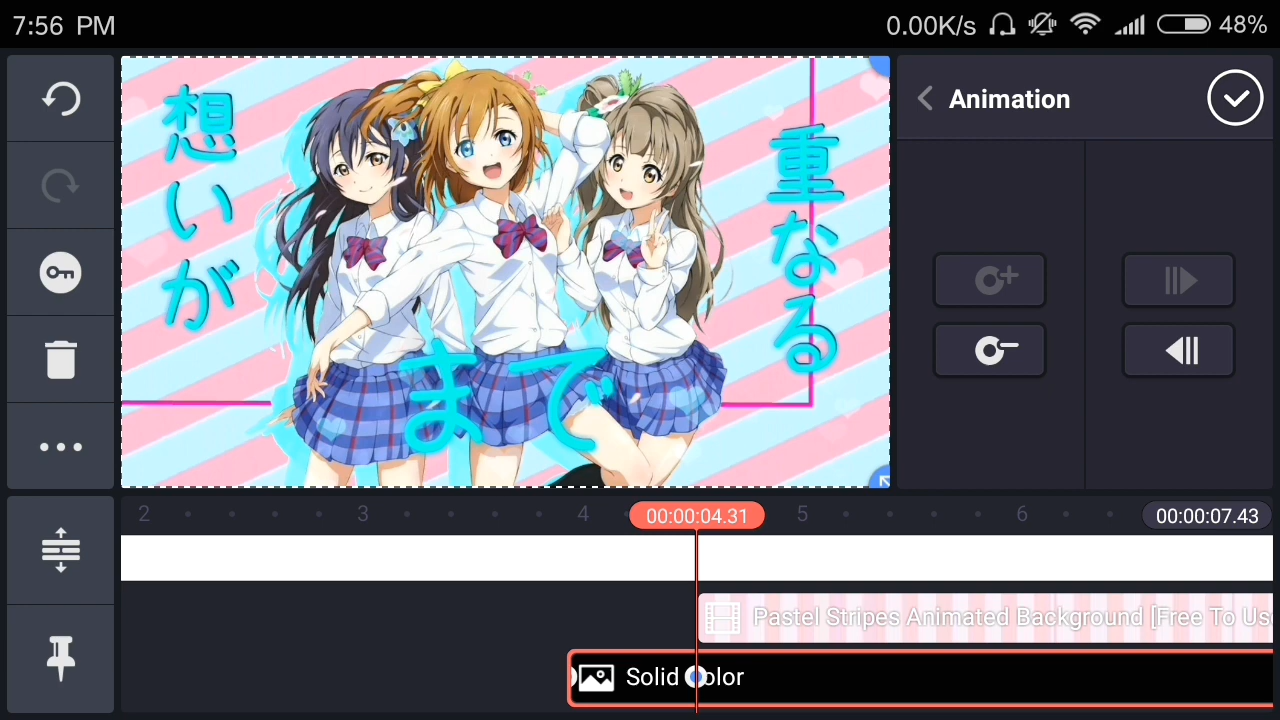 7:56 PM
0.00K/s
48%
想いが
重なる
まで
Animation
2
3
4
00:00:04.31
5
6
00:00:07.43
Pastel Stripes Animated Background [Free To Us
Solid Color